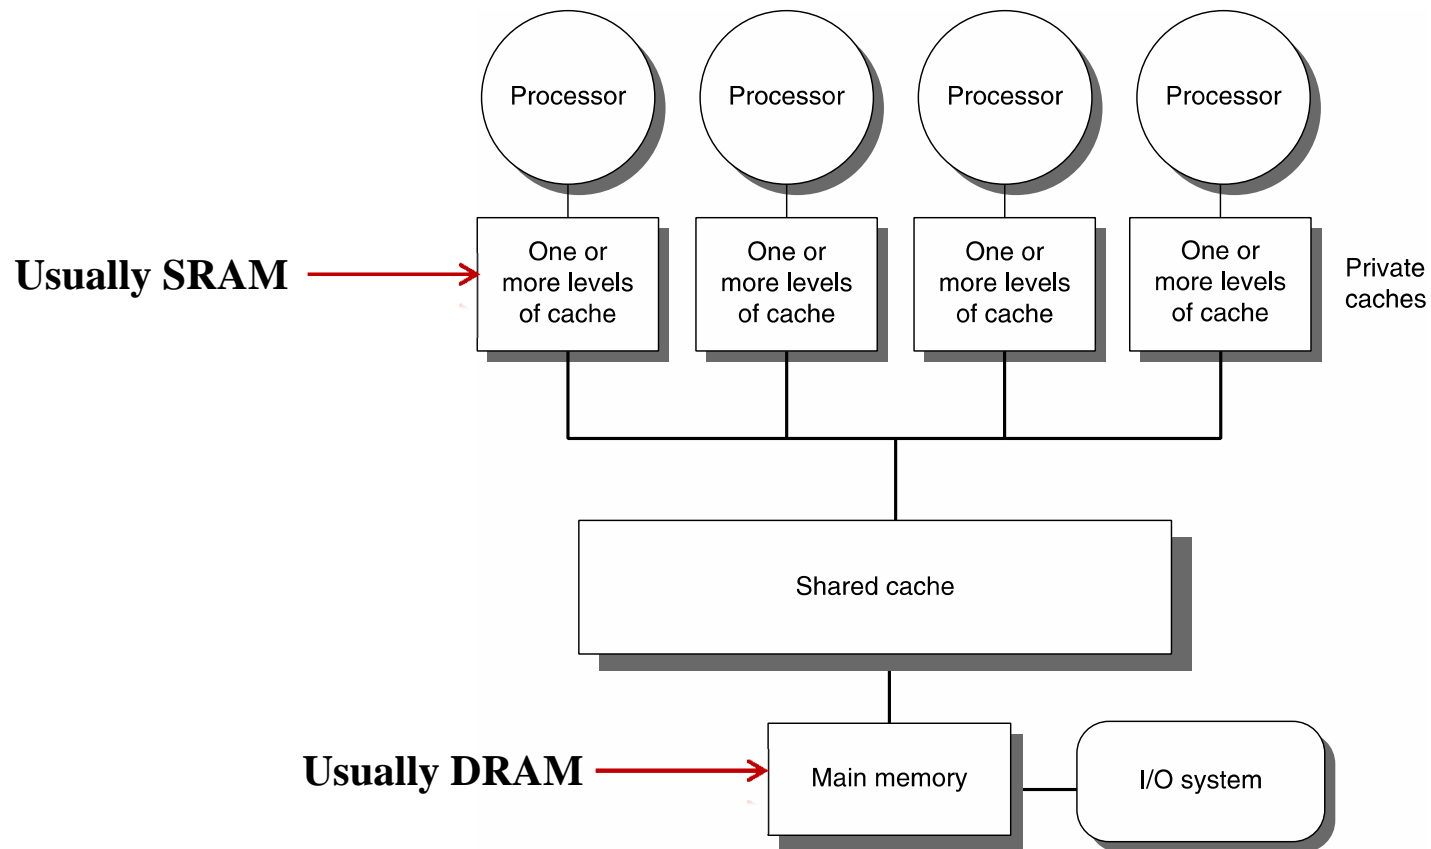 Processor
Processor
Processor
Processor
Usually SRAM
One or
more levels
of cache
One or
more levels
of cache
One or
more levels
of cache
One or
more levels
of cache
Private
caches
Shared cache
Usually DRAM
Main memory
I/O system